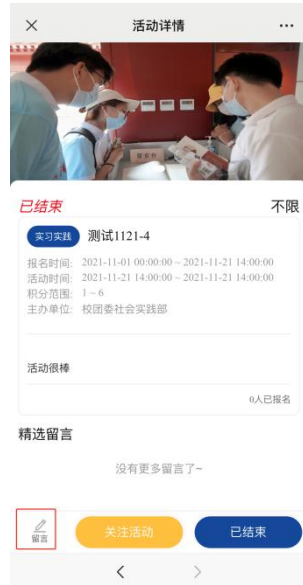 活动详情
已结束 不限
实习实践 测试1121-4
报名时间: 2021-11-01 00:00:00 ~ 2021-11-21 14:00:00
活动时间: 2021-11-21 14:00:00 ~ 2021-11-21 14:00:00
积分范围: 1 ~ 6
主办单位: 校团委社会实践部
活动很棒
0人已报名
精选留言
没有更多留言了~
留言 关注活动 已结束